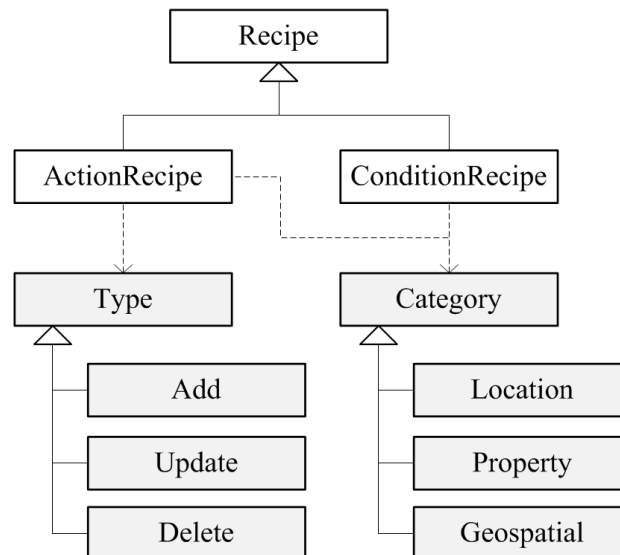 Recipe
ActionRecipe
ConditionRecipe
Type
Category
Add
Location
Update
Property
Delete
Geospatial